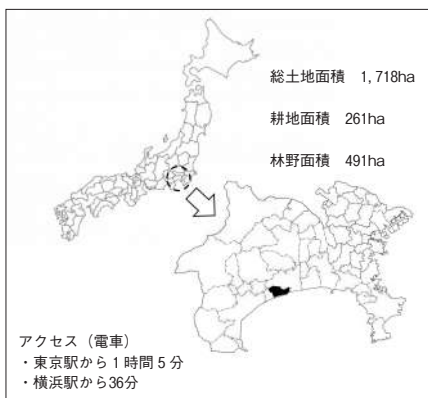 総土地面積　1,718ha
耕地面積　261ha
林野面積　491ha
アクセス（電車）
・東京駅から１時間５分
・横浜駅から36分